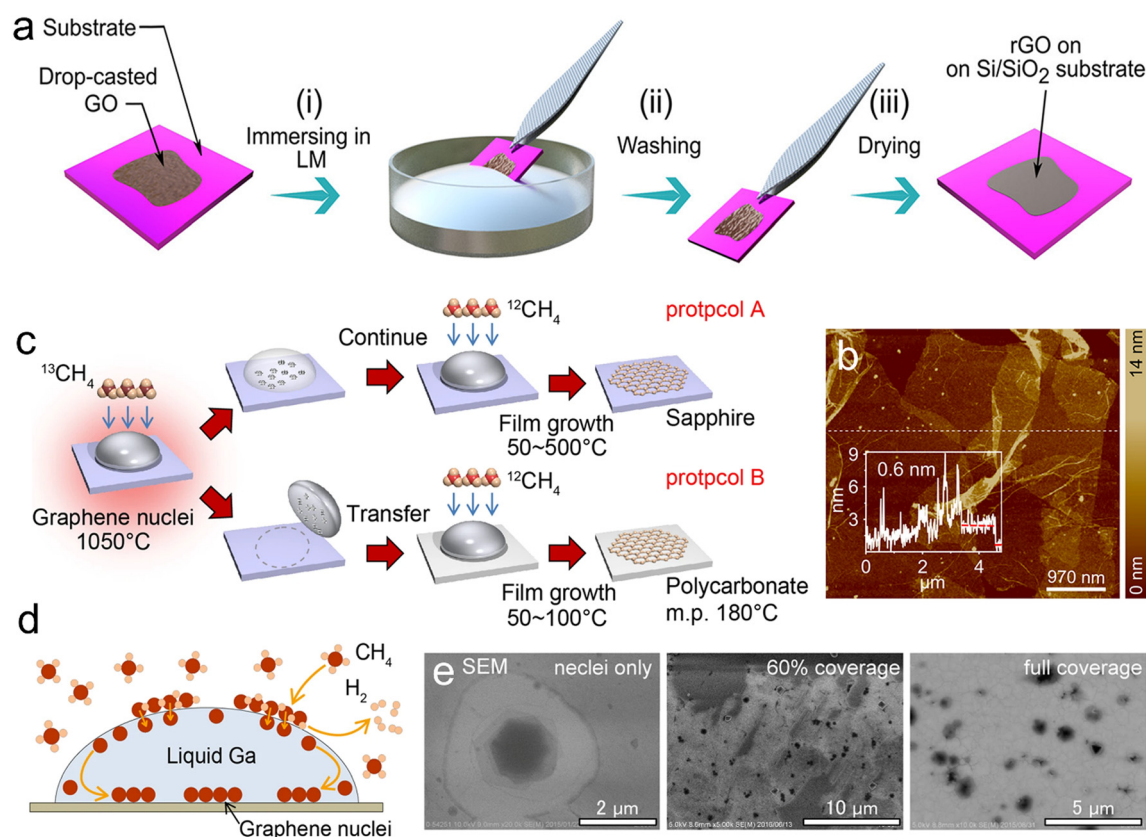 a
Substrate
Drop-casted
GO
(i)
Immersing in
LM
(ii)
Washing
(iii)
Drying
rGO on
on Si/SiO₂ substrate
c
¹³CH₄
Graphene nuclei
1050°C
Continue
¹²CH₄
protpcol A
Film growth
50~500°C
Sapphire
Transfer
¹²CH₄
protpcol B
Film growth
50~100°C
Polycarbonate
m.p. 180°C
b
14 nm
0 nm
9
6
3
nm
0.6 nm
0
2
4
μm
970 nm
d
CH₄
H₂
Liquid Ga
Graphene nuclei
e
SEM
neclei only
2 μm
60% coverage
10 μm
full coverage
5 μm